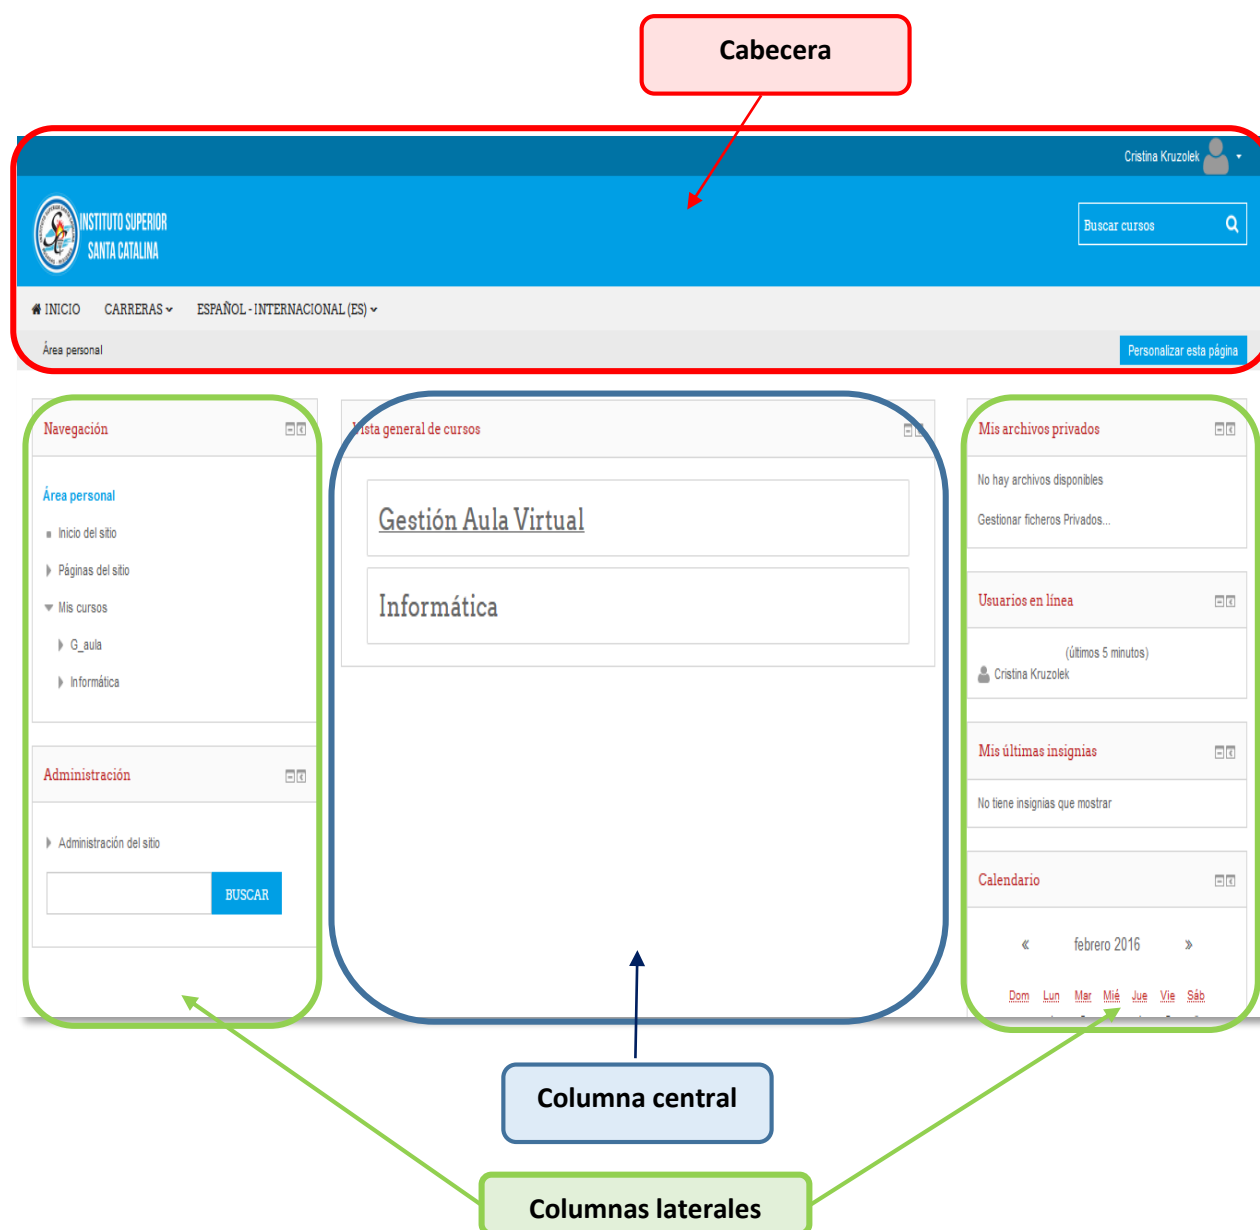 Cabecera
Cristina Kruzolek
INSTITUTO SUPERIOR
SANTA CATALINA
Buscar cursos
INICIO CARRERAS ESPAÑOL - INTERNACIONAL (ES)
Área personal
Personalizar esta página
Navegación
Área personal
Inicio del sitio
Páginas del sitio
Mis cursos
G_aula
Informática
Administración
Administración del sitio
BUSCAR
Vista general de cursos
Gestión Aula Virtual
Informática
Mis archivos privados
No hay archivos disponibles
Gestionar ficheros Privados...
Usuarios en línea
(últimos 5 minutos)
Cristina Kruzolek
Mis últimas insignias
No tiene insignias que mostrar
Calendario
« febrero 2016 »
Dom Lun Mar Mié Jue Vie Sáb
Columna central
Columnas laterales